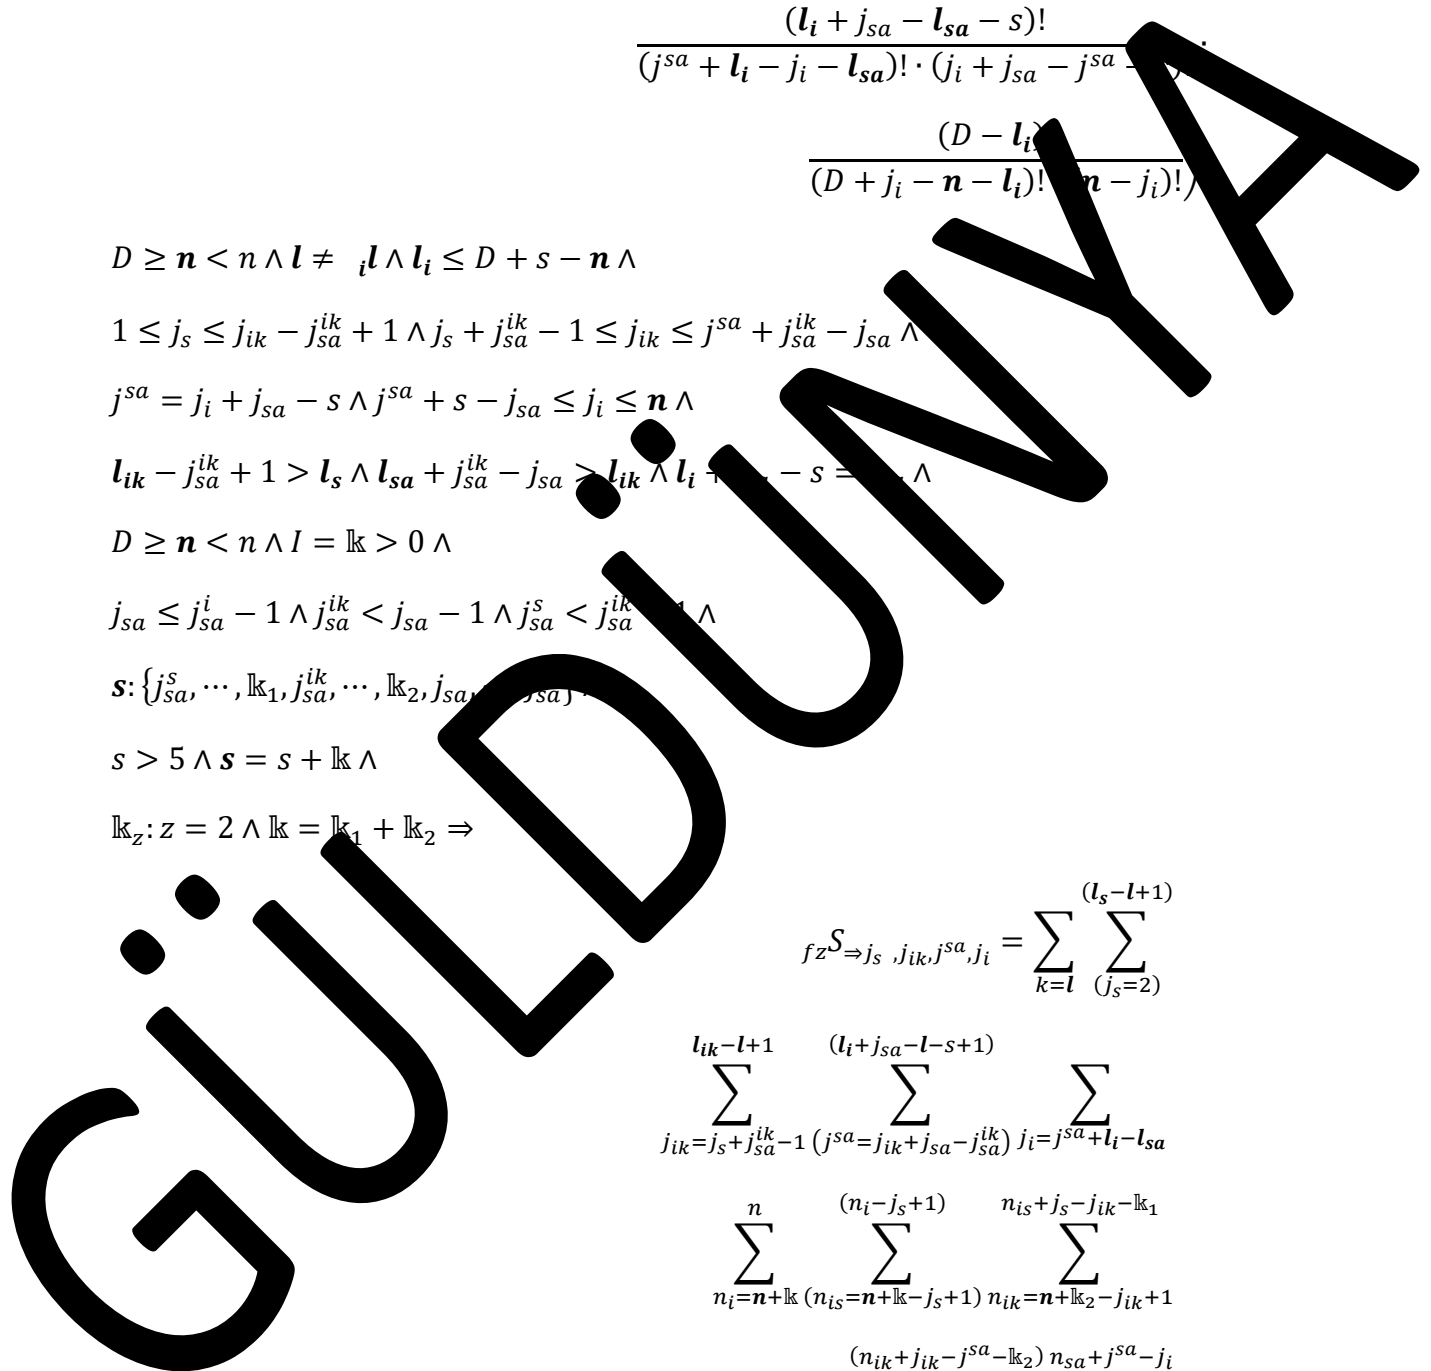 (l_i + j_sa − l_sa − s)!
(j^sa + l_i − j_i − l_sa)! · (j_i + j_sa − j^sa −
(D − l_i)
(D + j_i − n − l_i)! n − j_i)!)
D ≥ n < n ∧ l ≠ _il ∧ l_i ≤ D + s − n ∧
1 ≤ j_s ≤ j_ik − j_sa^ik + 1 ∧ j_s + j_sa^ik − 1 ≤ j_ik ≤ j^sa + j_sa^ik − j_sa ∧
j^sa = j_i + j_sa − s ∧ j^sa + s − j_sa ≤ j_i ≤ n ∧
l_ik − j_sa^ik + 1 > l_s ∧ l_sa + j_sa^ik − j_sa > l_ik ∧ l_i + − s = ∧
D ≥ n < n ∧ I = 𝕜 > 0 ∧
j_sa ≤ j_sa^i − 1 ∧ j_sa^ik < j_sa − 1 ∧ j_sa^s < j_sa^ik 1 ∧
s: {j_sa^s, ⋯, 𝕜_1, j_sa^ik, ⋯, 𝕜_2, j_sa, j_sa}
s > 5 ∧ s = s + 𝕜 ∧
𝕜_z: z = 2 ∧ 𝕜 = 𝕜_1 + 𝕜_2 ⇒
(l_s−l+1)
_fzS_⇒j_s ,j_ik,j^sa,j_i = ∑ ∑
k=l (j_s=2)
l_ik−l+1 (l_i+j_sa−l−s+1)
∑ ∑ ∑
j_ik=j_s+j_sa^ik−1 (j^sa=j_ik+j_sa−j_sa^ik) j_i=j^sa+l_i−l_sa
n (n_i−j_s+1) n_is+j_s−j_ik−𝕜_1
∑ ∑ ∑
n_i=n+𝕜 (n_is=n+𝕜−j_s+1) n_ik=n+𝕜_2−j_ik+1
(n_ik+j_ik−j^sa−𝕜_2) n_sa+j^sa−j_i
GÜLDÜNYA